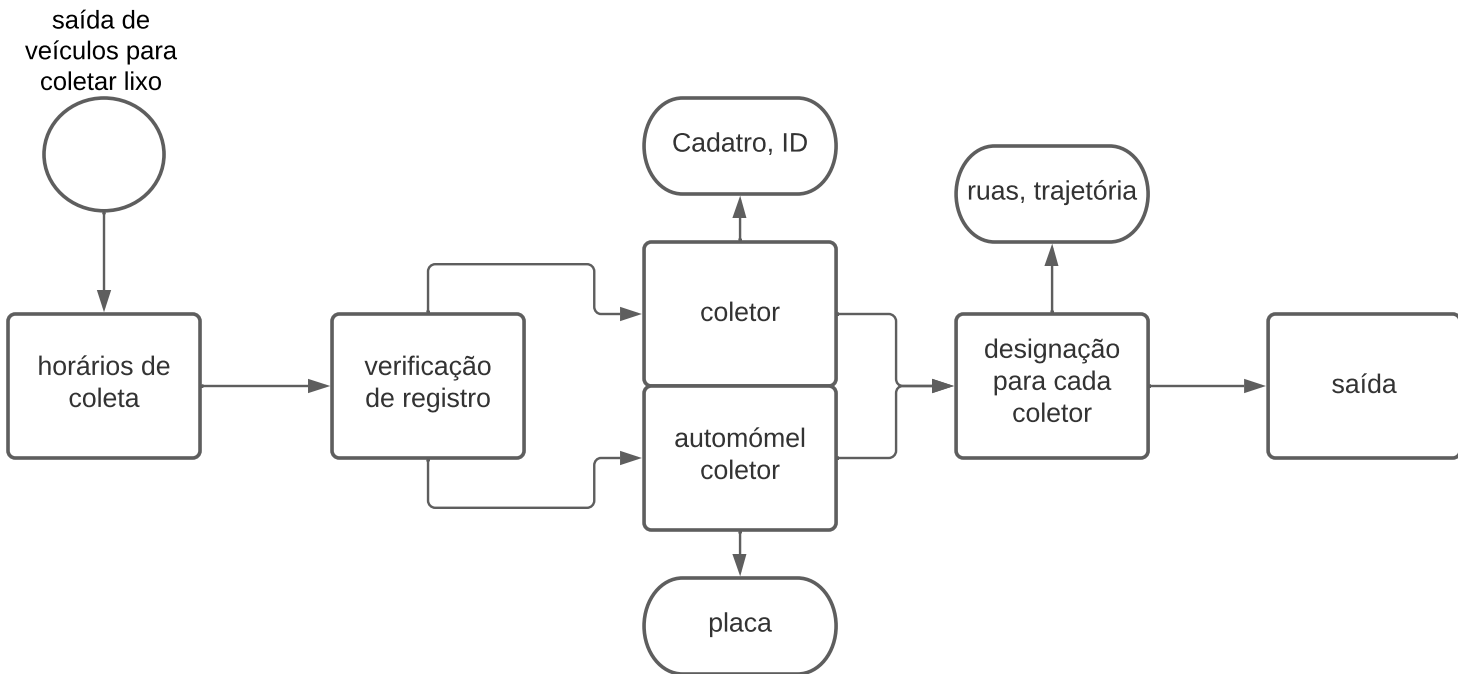 saída de
veículos para
coletar lixo
horários de
coleta
verificação
de registro
Cadatro, ID
coletor
automómel
coletor
placa
ruas, trajetória
designação
para cada
coletor
saída